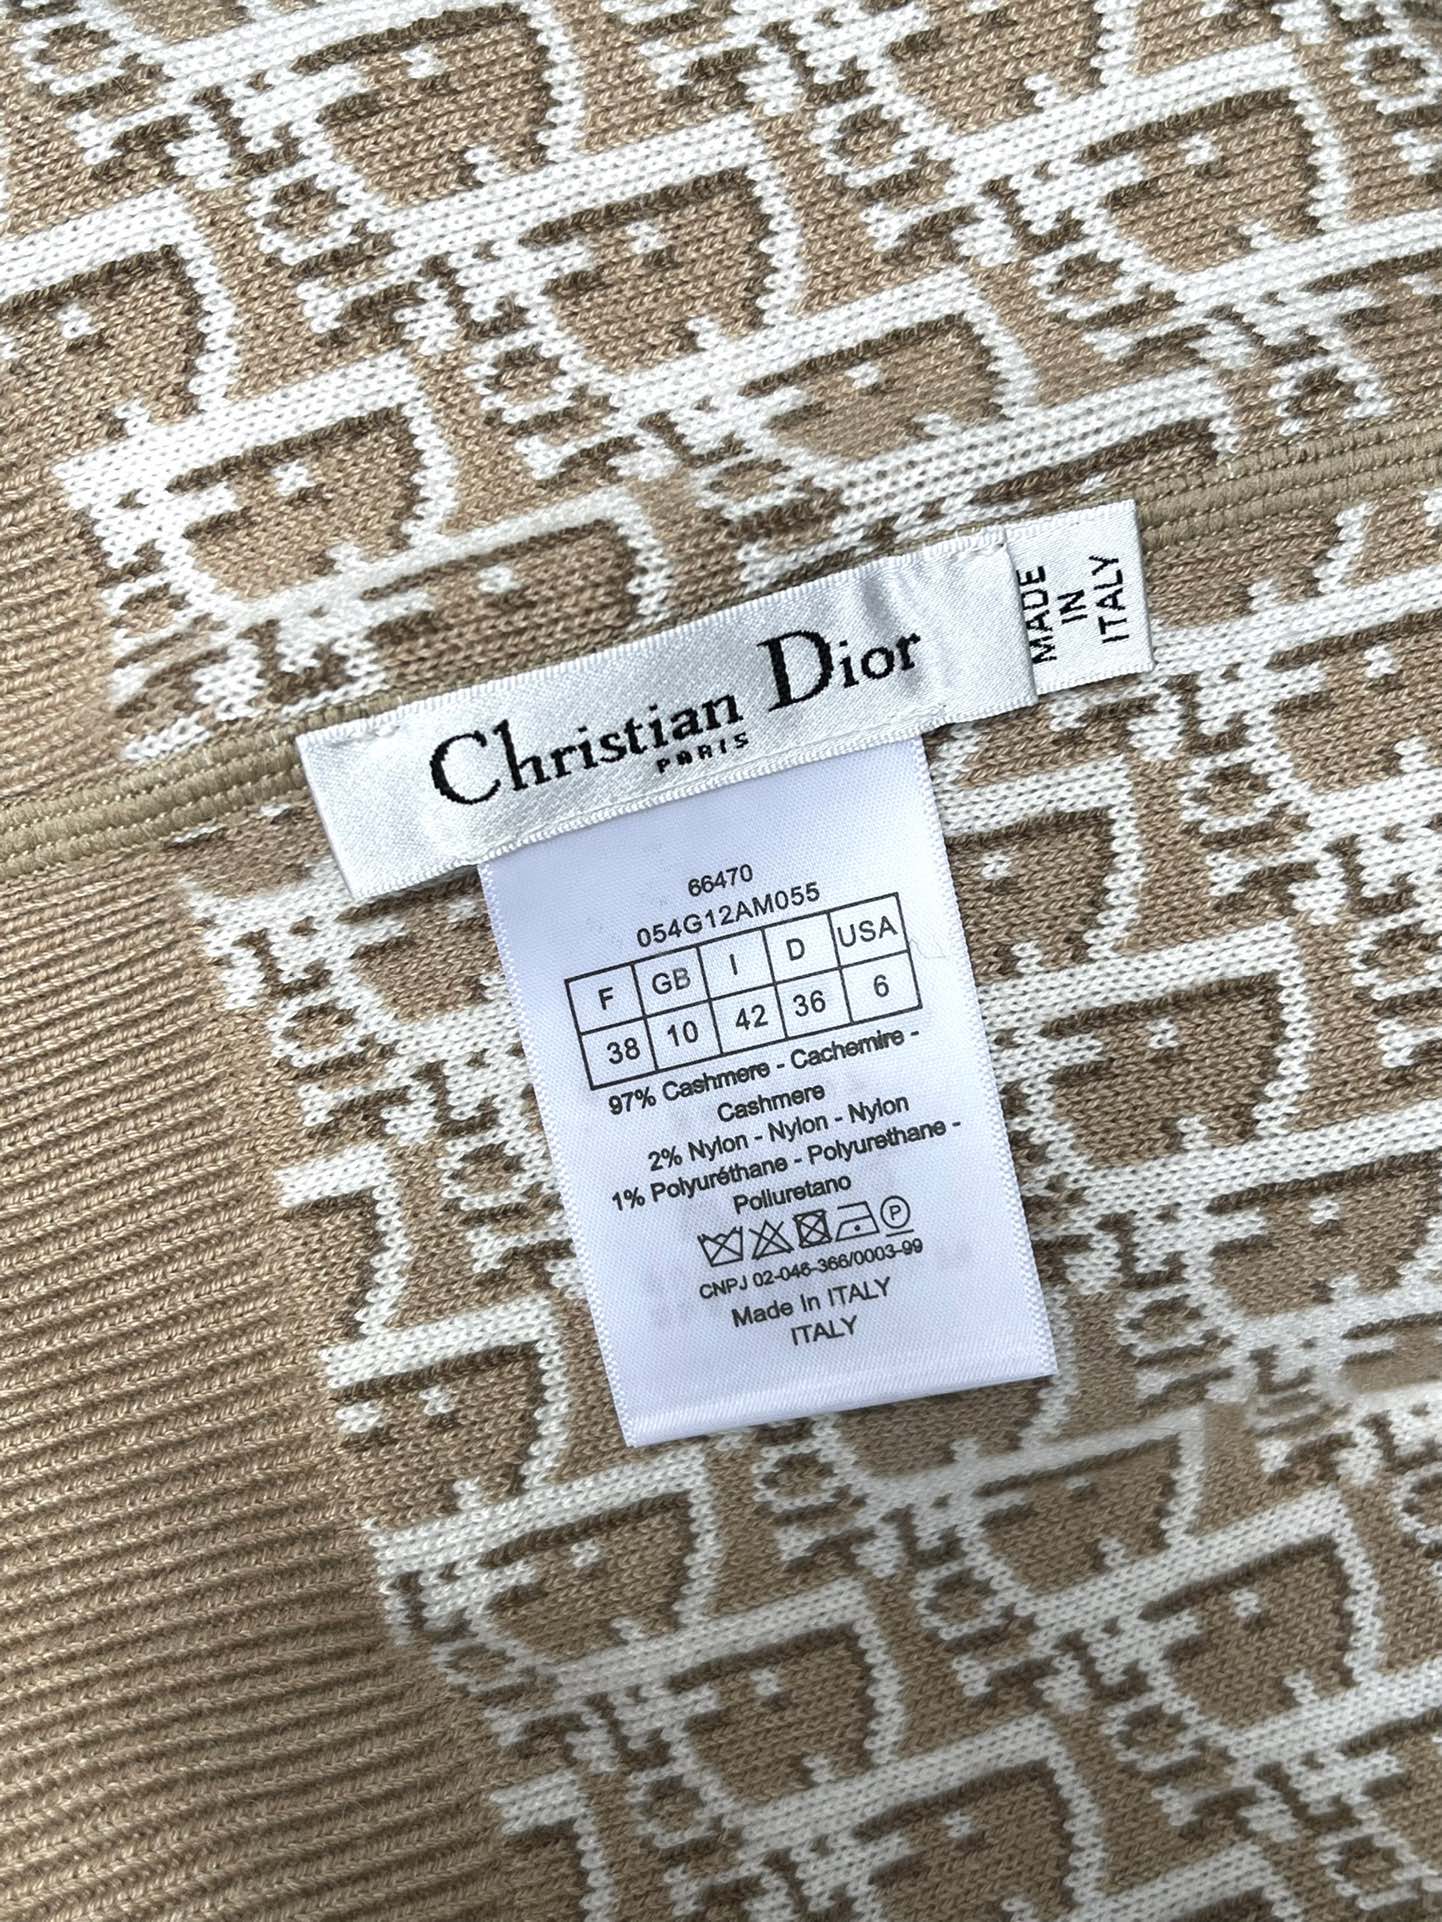 Christian Dior
PARIS
MADE
IN
ITALY
66470
054G12AM055
F GB I D USA
38 10 42 36 6
97% Cashmere - Cachemire -
Cashmere
2% Nylon - Nylon - Nylon
1% Polyuréthane - Polyurethane -
Poliuretano
P
CNPJ 02-046-366/0003-99
Made In ITALY
ITALY